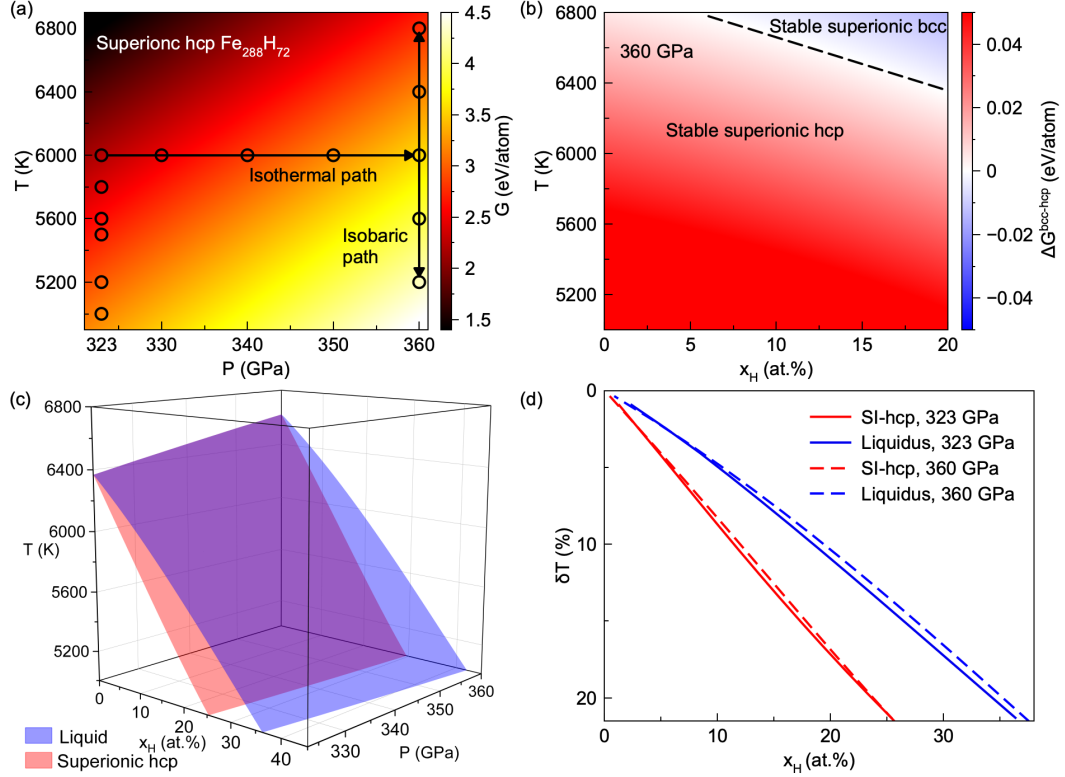 (a)
Superionc hcp Fe288H72
Isothermal path
Isobaric
path
6800
6400
6000
5600
5200
T (K)
323
330
340
350
360
P (GPa)
4.5
4
3.5
3
2.5
2
1.5
G (eV/atom)
(b)
360 GPa
Stable superionic bcc
Stable superionic hcp
6800
6400
6000
5600
5200
T (K)
0
5
10
15
20
xH (at.%)
0.04
0.02
0
−0.02
−0.04
ΔG^bcc-hcp (eV/atom)
(c)
6800
6400
6000
5600
5200
T (K)
0
10
20
30
40
xH (at.%)
330
340
350
360
P (GPa)
Liquid
Superionic hcp
(d)
SI-hcp, 323 GPa
Liquidus, 323 GPa
SI-hcp, 360 GPa
Liquidus, 360 GPa
0
10
20
δT (%)
0
10
20
30
xH (at.%)